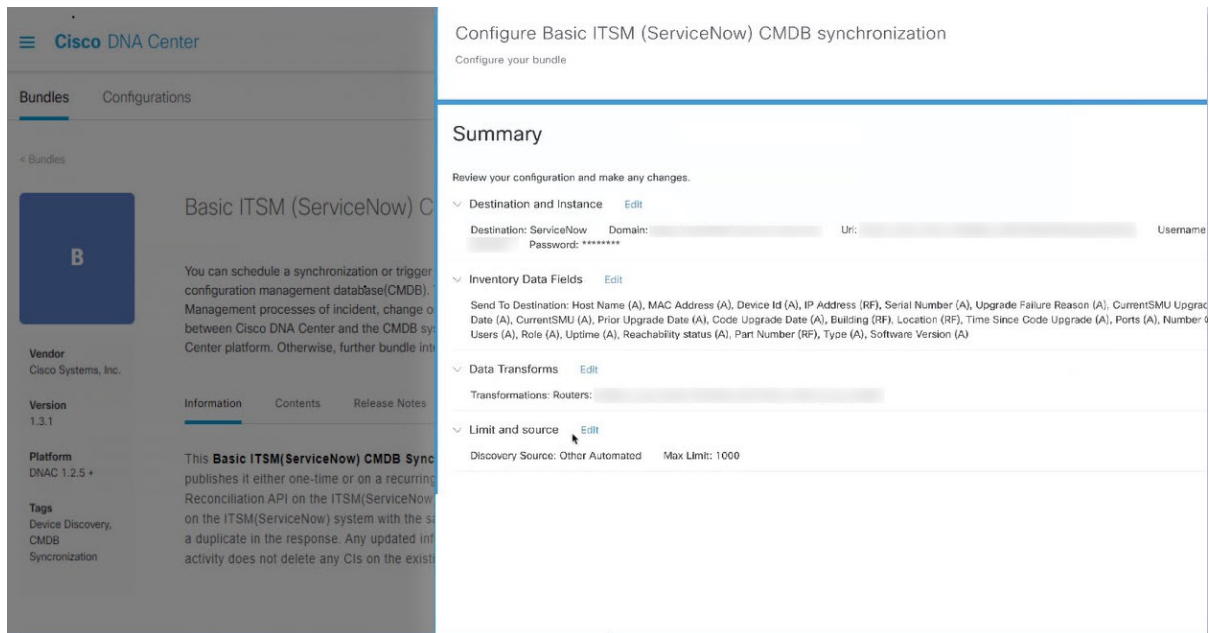 Cisco DNA Center
Bundles Configurations
< Bundles
B
Basic ITSM (ServiceNow) C
You can schedule a synchronization or trigger
configuration management database(CMDB).
Management processes of incident, change o
between Cisco DNA Center and the CMDB sy
Center platform. Otherwise, further bundle int
Vendor
Cisco Systems, Inc.
Version
1.3.1
Platform
DNAC 1.2.5 +
Tags
Device Discovery,
CMDB
Syncronization
Information Contents Release Notes
This Basic ITSM(ServiceNow) CMDB Sync
publishes it either one-time or on a recurring
Reconciliation API on the ITSM(ServiceNow
on the ITSM(ServiceNow) system with the sa
a duplicate in the response. Any updated inf
activity does not delete any CIs on the exist
Configure Basic ITSM (ServiceNow) CMDB synchronization
Configure your bundle
Summary
Review your configuration and make any changes.
Destination and Instance Edit
Destination: ServiceNow Domain: Url: Username
Password: ********
Inventory Data Fields Edit
Send To Destination: Host Name (A), MAC Address (A), Device Id (A), IP Address (RF), Serial Number (A), Upgrade Failure Reason (A), CurrentSMU Upgrad
Date (A), CurrentSMU (A), Prior Upgrade Date (A), Code Upgrade Date (A), Building (RF), Location (RF), Time Since Code Upgrade (A), Ports (A), Number
Users (A), Role (A), Uptime (A), Reachability status (A), Part Number (RF), Type (A), Software Version (A)
Data Transforms Edit
Transformations: Routers:
Limit and source Edit
Discovery Source: Other Automated Max Limit: 1000